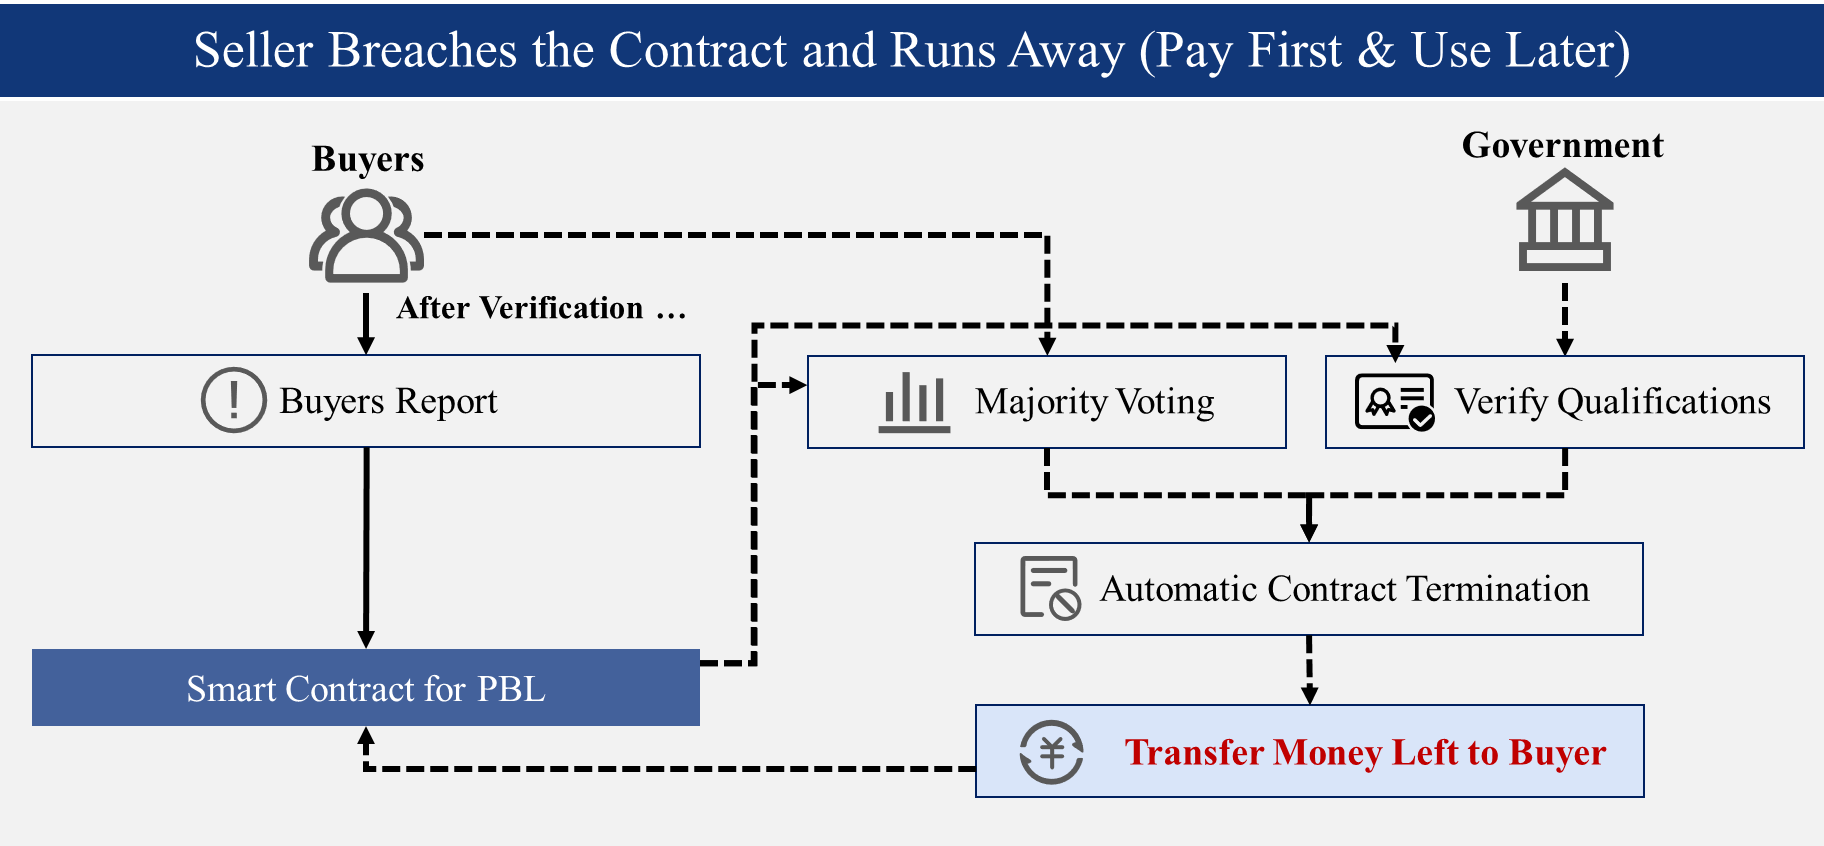 Seller Breaches the Contract and Runs Away (Pay First & Use Later)
Buyers
Government
After Verification …
Buyers Report
Majority Voting
Verify Qualifications
Automatic Contract Termination
Smart Contract for PBL
Transfer Money Left to Buyer